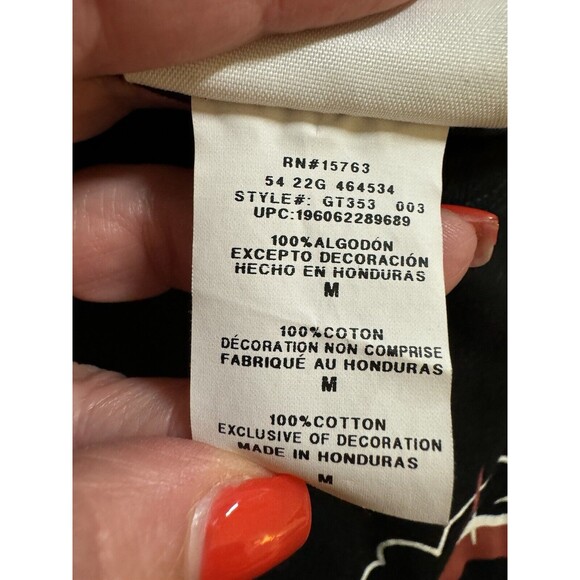 RN#15763
54 22G 464534
STYLE#: GT353 003
UPC:196062289689
100%ALGODÓN
EXCEPTO DECORACIÓN
HECHO EN HONDURAS
M
100%COTON
DÉCORATION NON COMPRISE
FABRIQUÉ AU HONDURAS
M
100%COTTON
EXCLUSIVE OF DECORATION
MADE IN HONDURAS
M